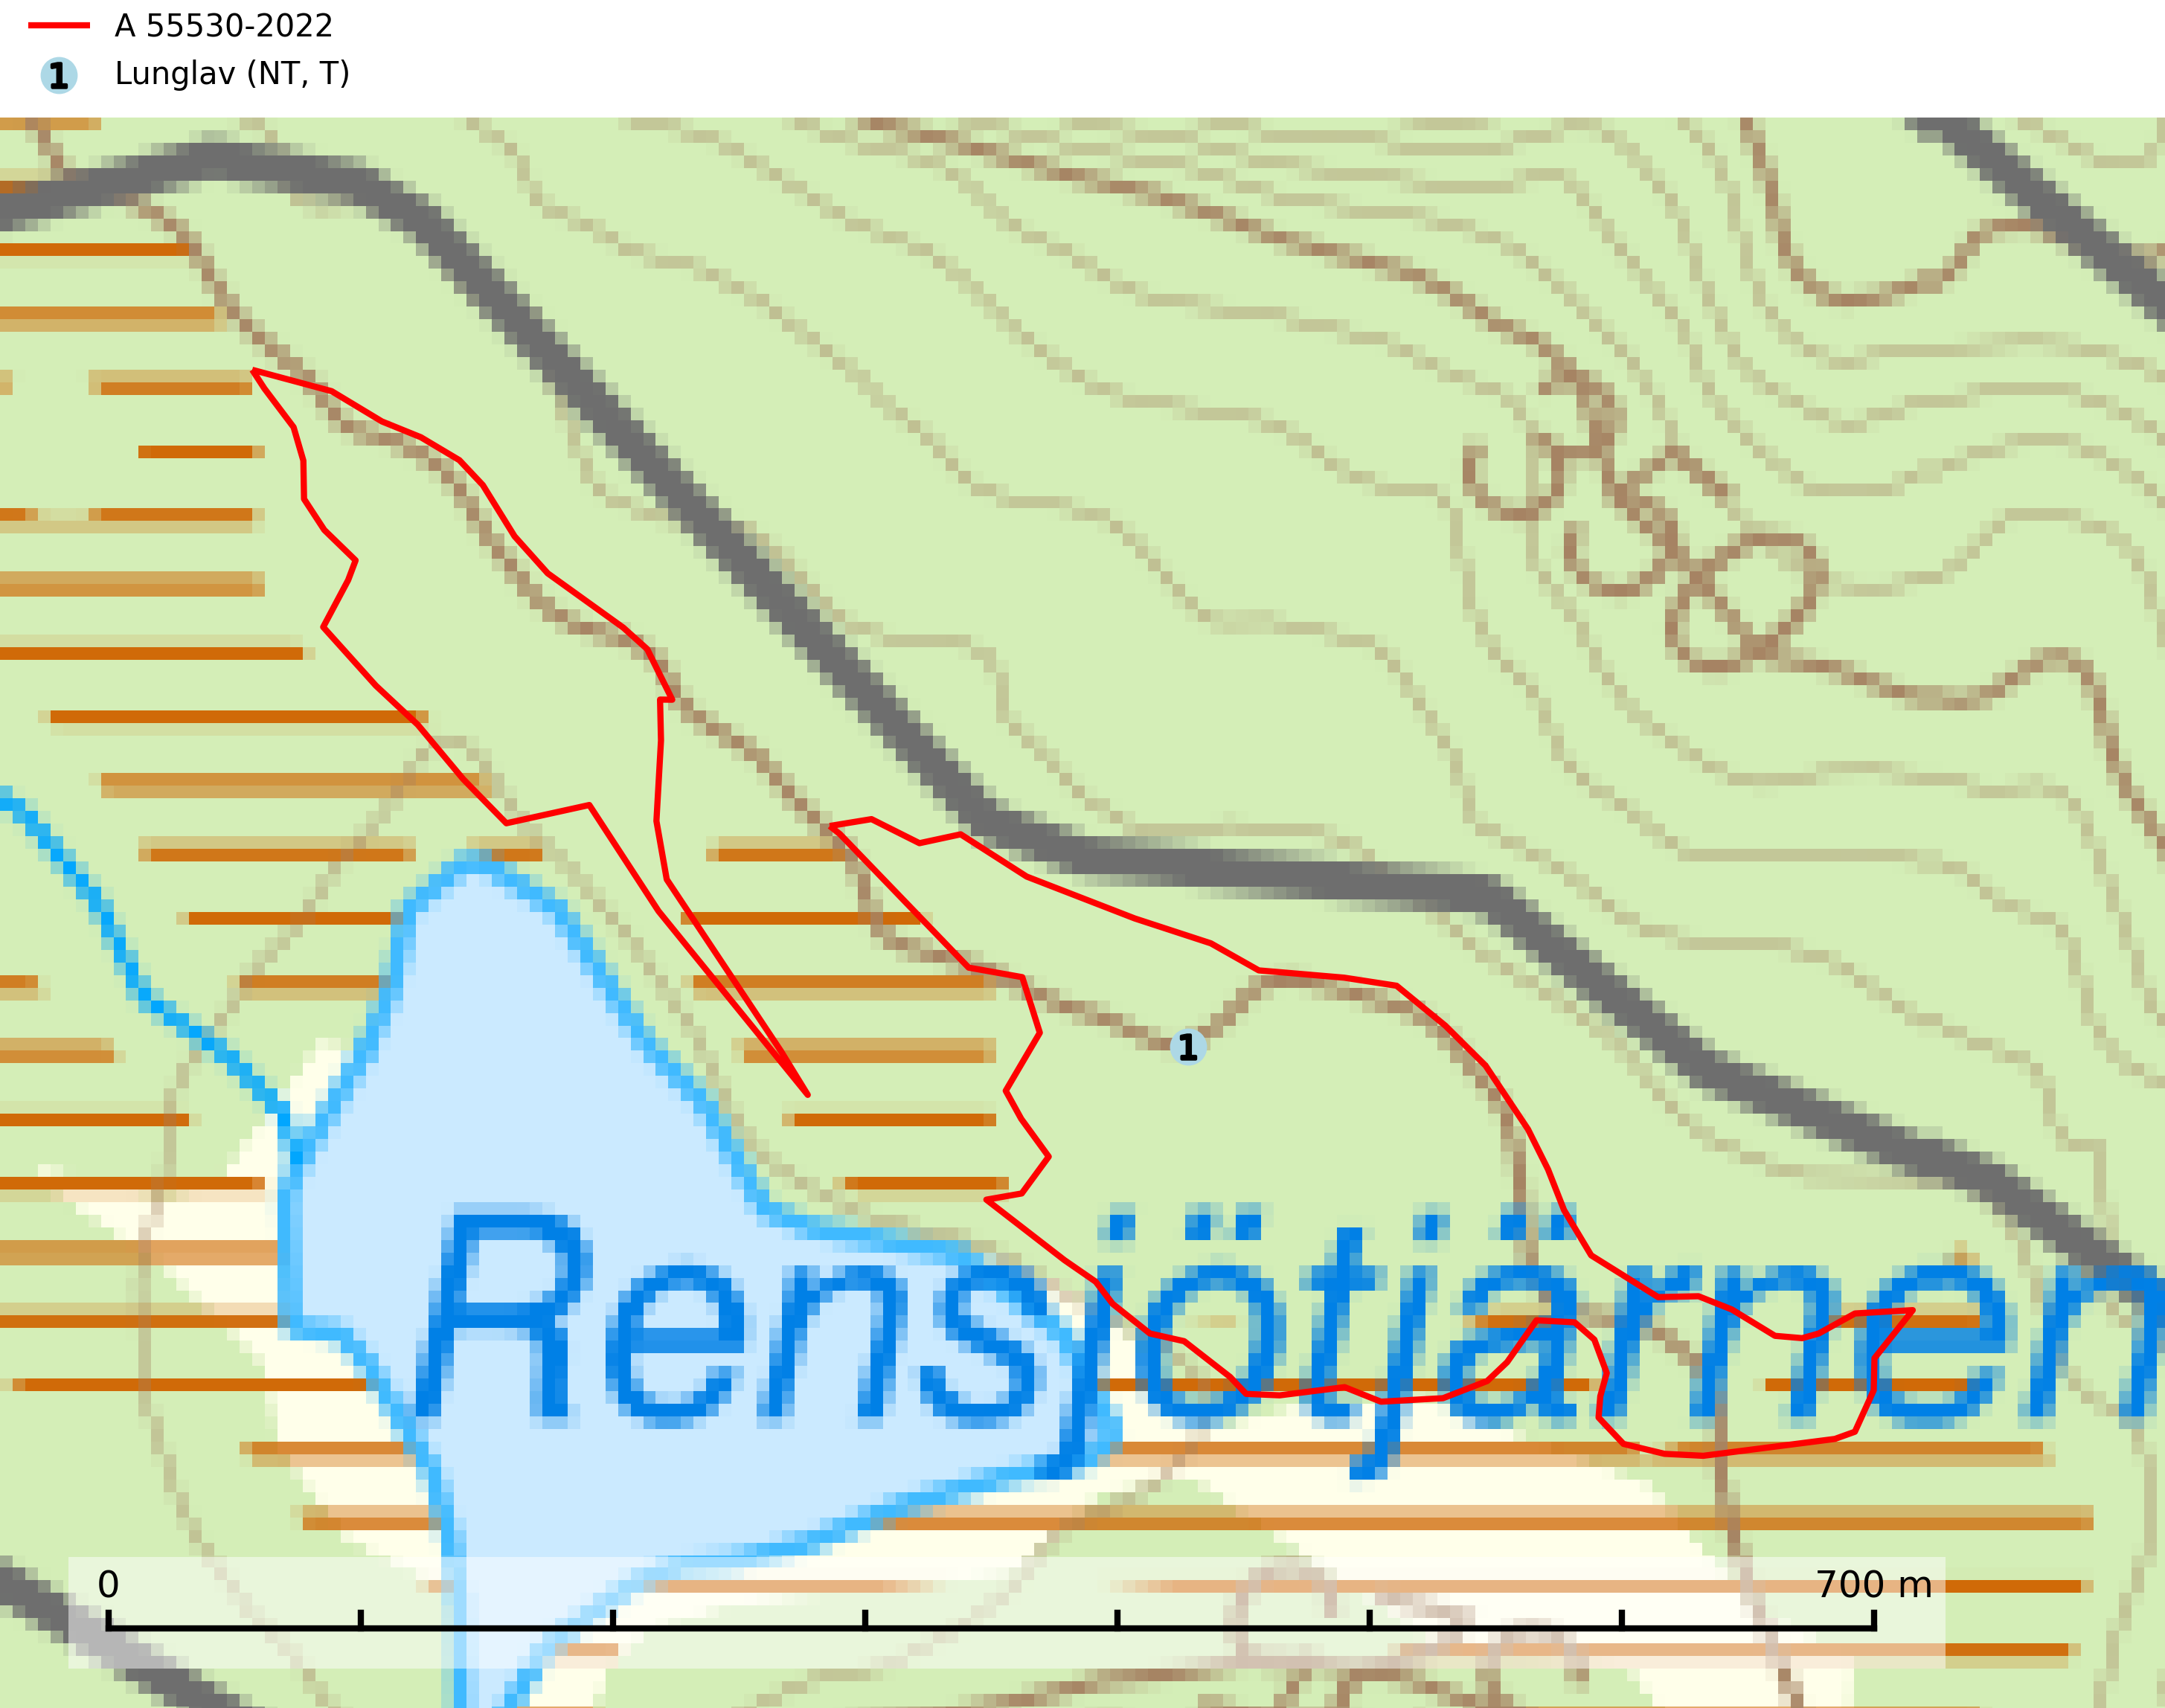 A 55530-2022
1 Lunglav (NT, T)
1
Rensjötjärnen
0 700 m